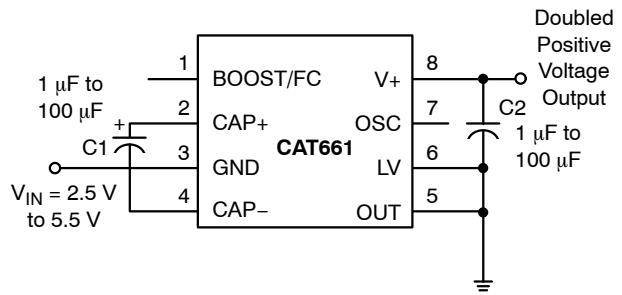 Doubled
Positive
Voltage
Output
1 BOOST/FC V+ 8
1 μF to
100 μF
2 CAP+ OSC 7
C2
+
C1
CAT661
1 μF to
100 μF
3 GND LV 6
VIN = 2.5 V
to 5.5 V
4 CAP− OUT 5